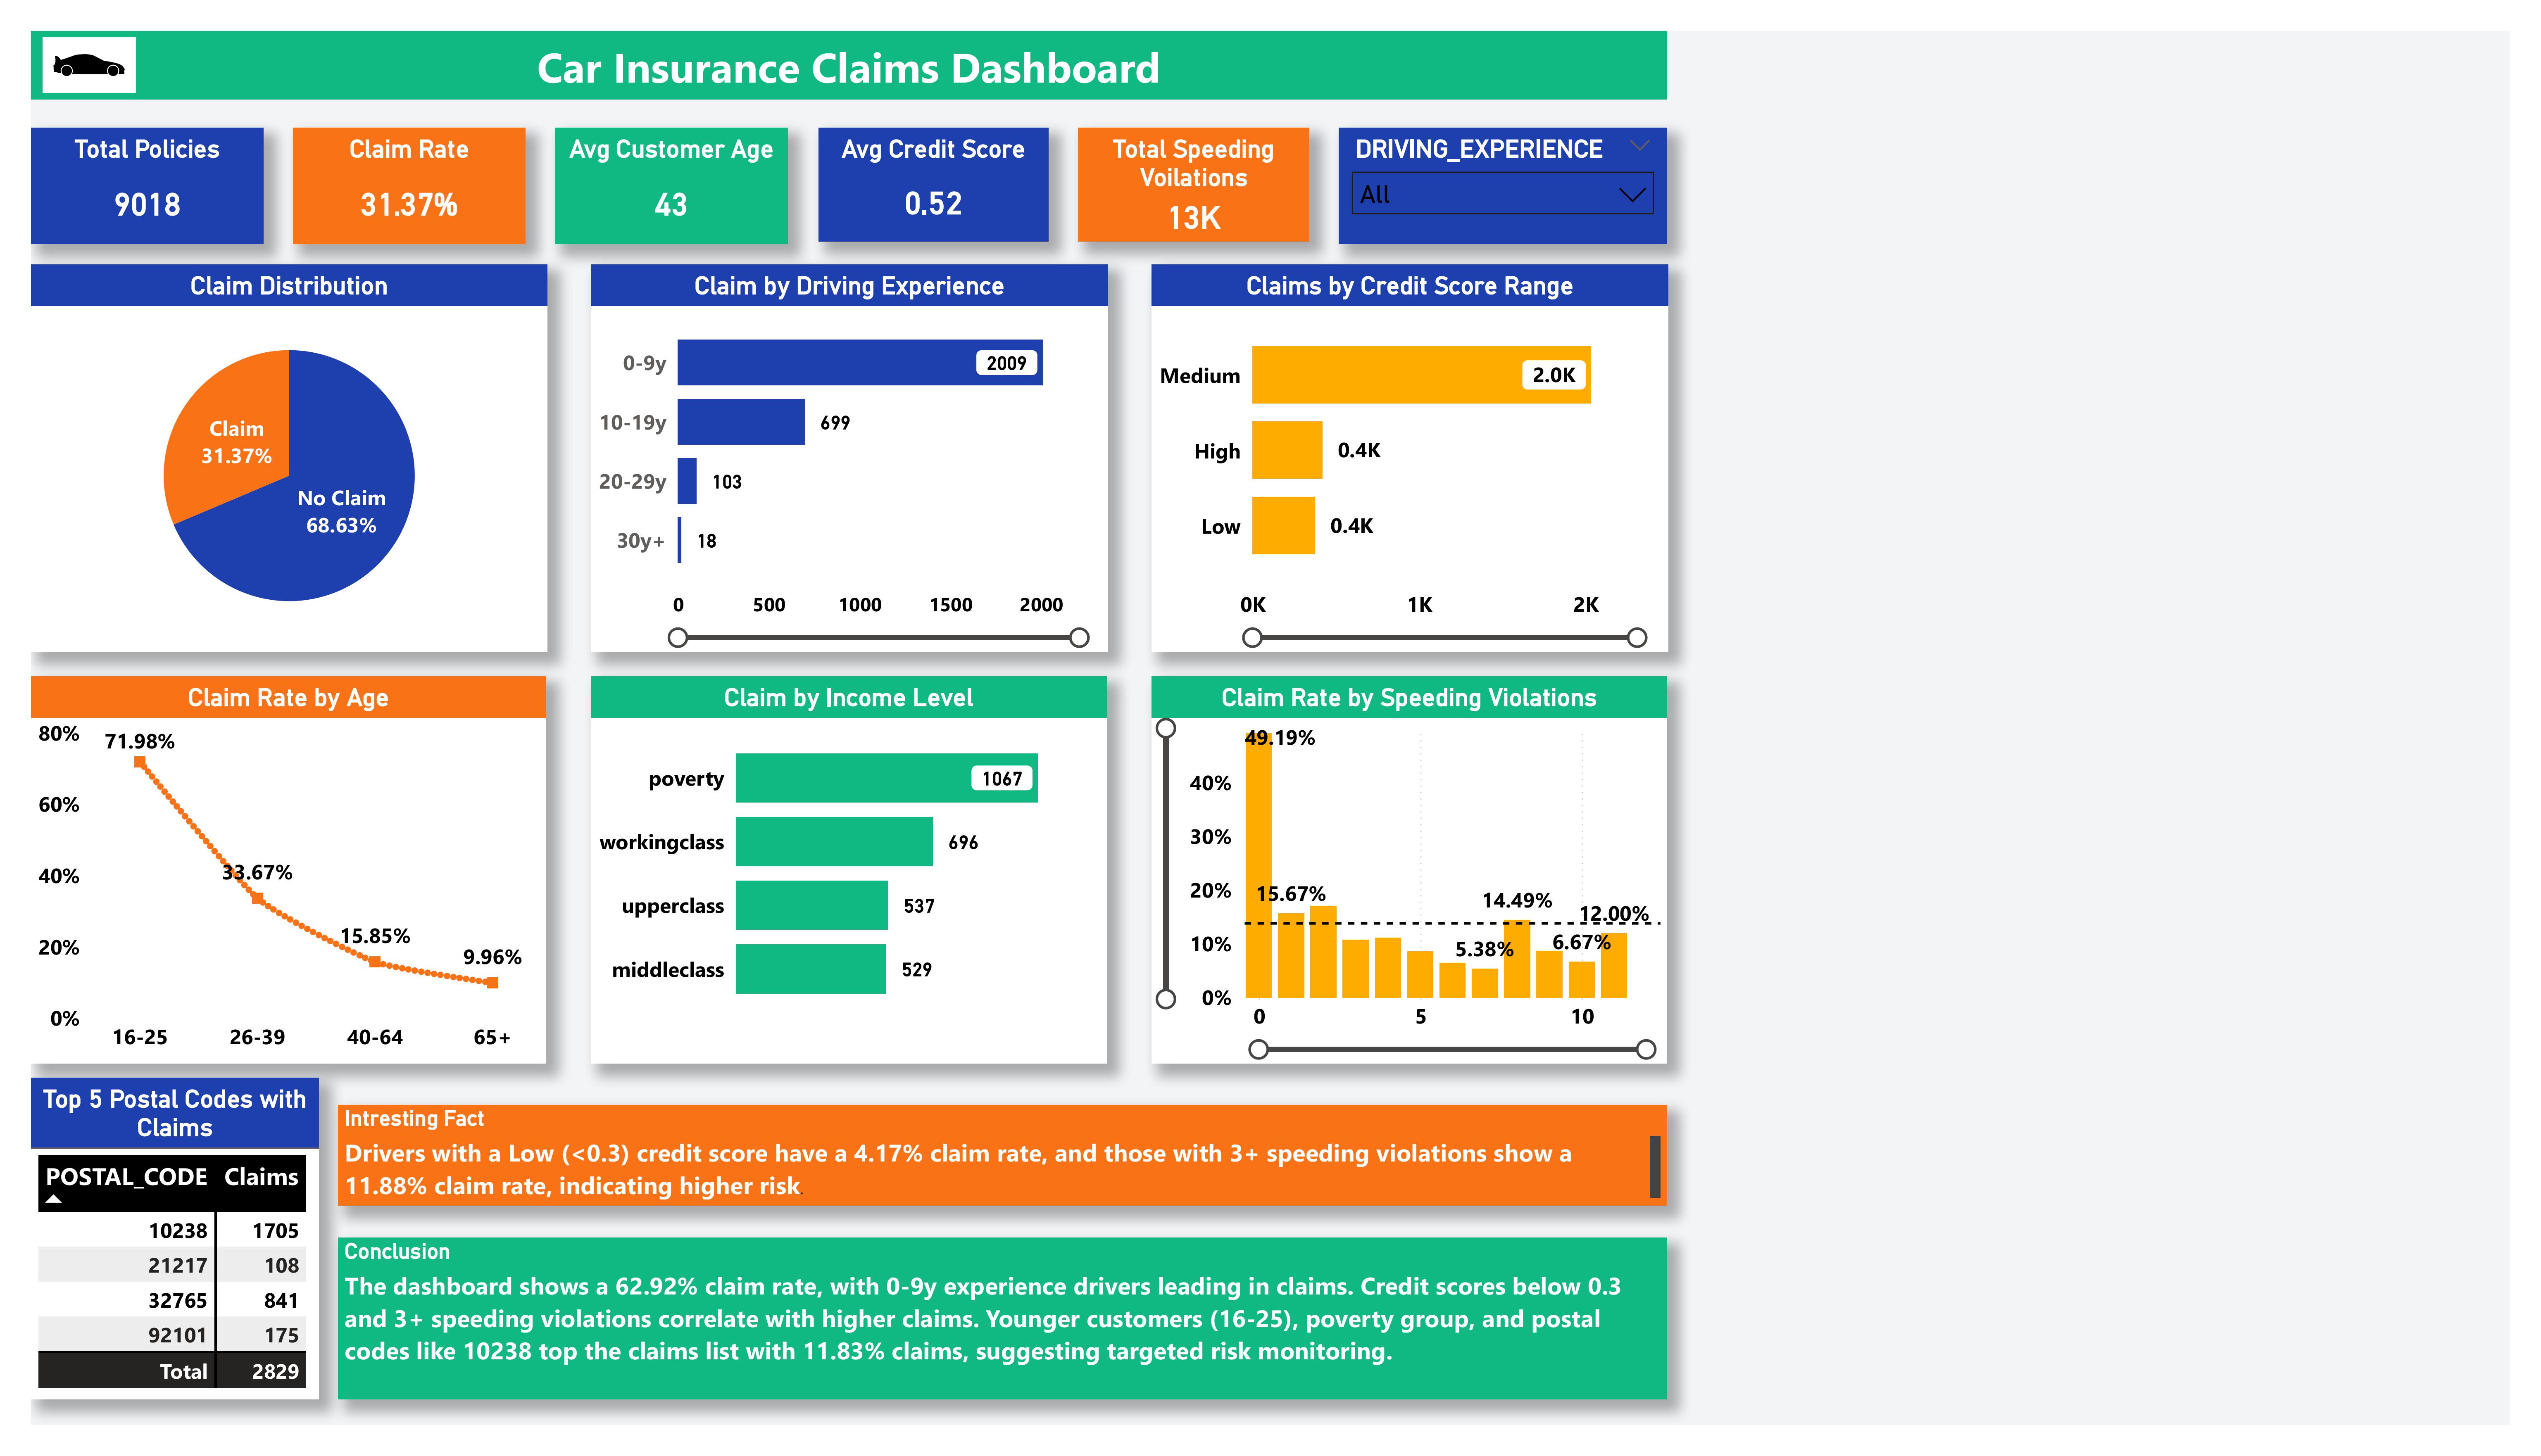 Car Insurance Claims Dashboard
Total Policies
9018
Claim Rate
31.37%
Avg Customer Age
43
Avg Credit Score
0.52
Total Speeding
Voilations
13K
DRIVING_EXPERIENCE
All
Claim Distribution
Claim
31.37%
No Claim
68.63%
Claim by Driving Experience
0-9y
2009
10-19y
699
20-29y
103
30y+
18
0 500 1000 1500 2000
Claims by Credit Score Range
Medium
2.0K
High
0.4K
Low
0.4K
0K 1K 2K
Claim Rate by Age
80%
60%
40%
20%
0%
71.98%
33.67%
15.85%
9.96%
16-25 26-39 40-64 65+
Claim by Income Level
poverty
1067
workingclass
696
upperclass
537
middleclass
529
Claim Rate by Speeding Violations
40%
30%
20%
10%
0%
49.19%
15.67%
5.38%
14.49%
6.67%
12.00%
0 5 10
Top 5 Postal Codes with
Claims
POSTAL_CODE Claims
10238 1705
21217 108
32765 841
92101 175
Total 2829
Intresting Fact
Drivers with a Low (<0.3) credit score have a 4.17% claim rate, and those with 3+ speeding violations show a
11.88% claim rate, indicating higher risk.
Conclusion
The dashboard shows a 62.92% claim rate, with 0-9y experience drivers leading in claims. Credit scores below 0.3
and 3+ speeding violations correlate with higher claims. Younger customers (16-25), poverty group, and postal
codes like 10238 top the claims list with 11.83% claims, suggesting targeted risk monitoring.